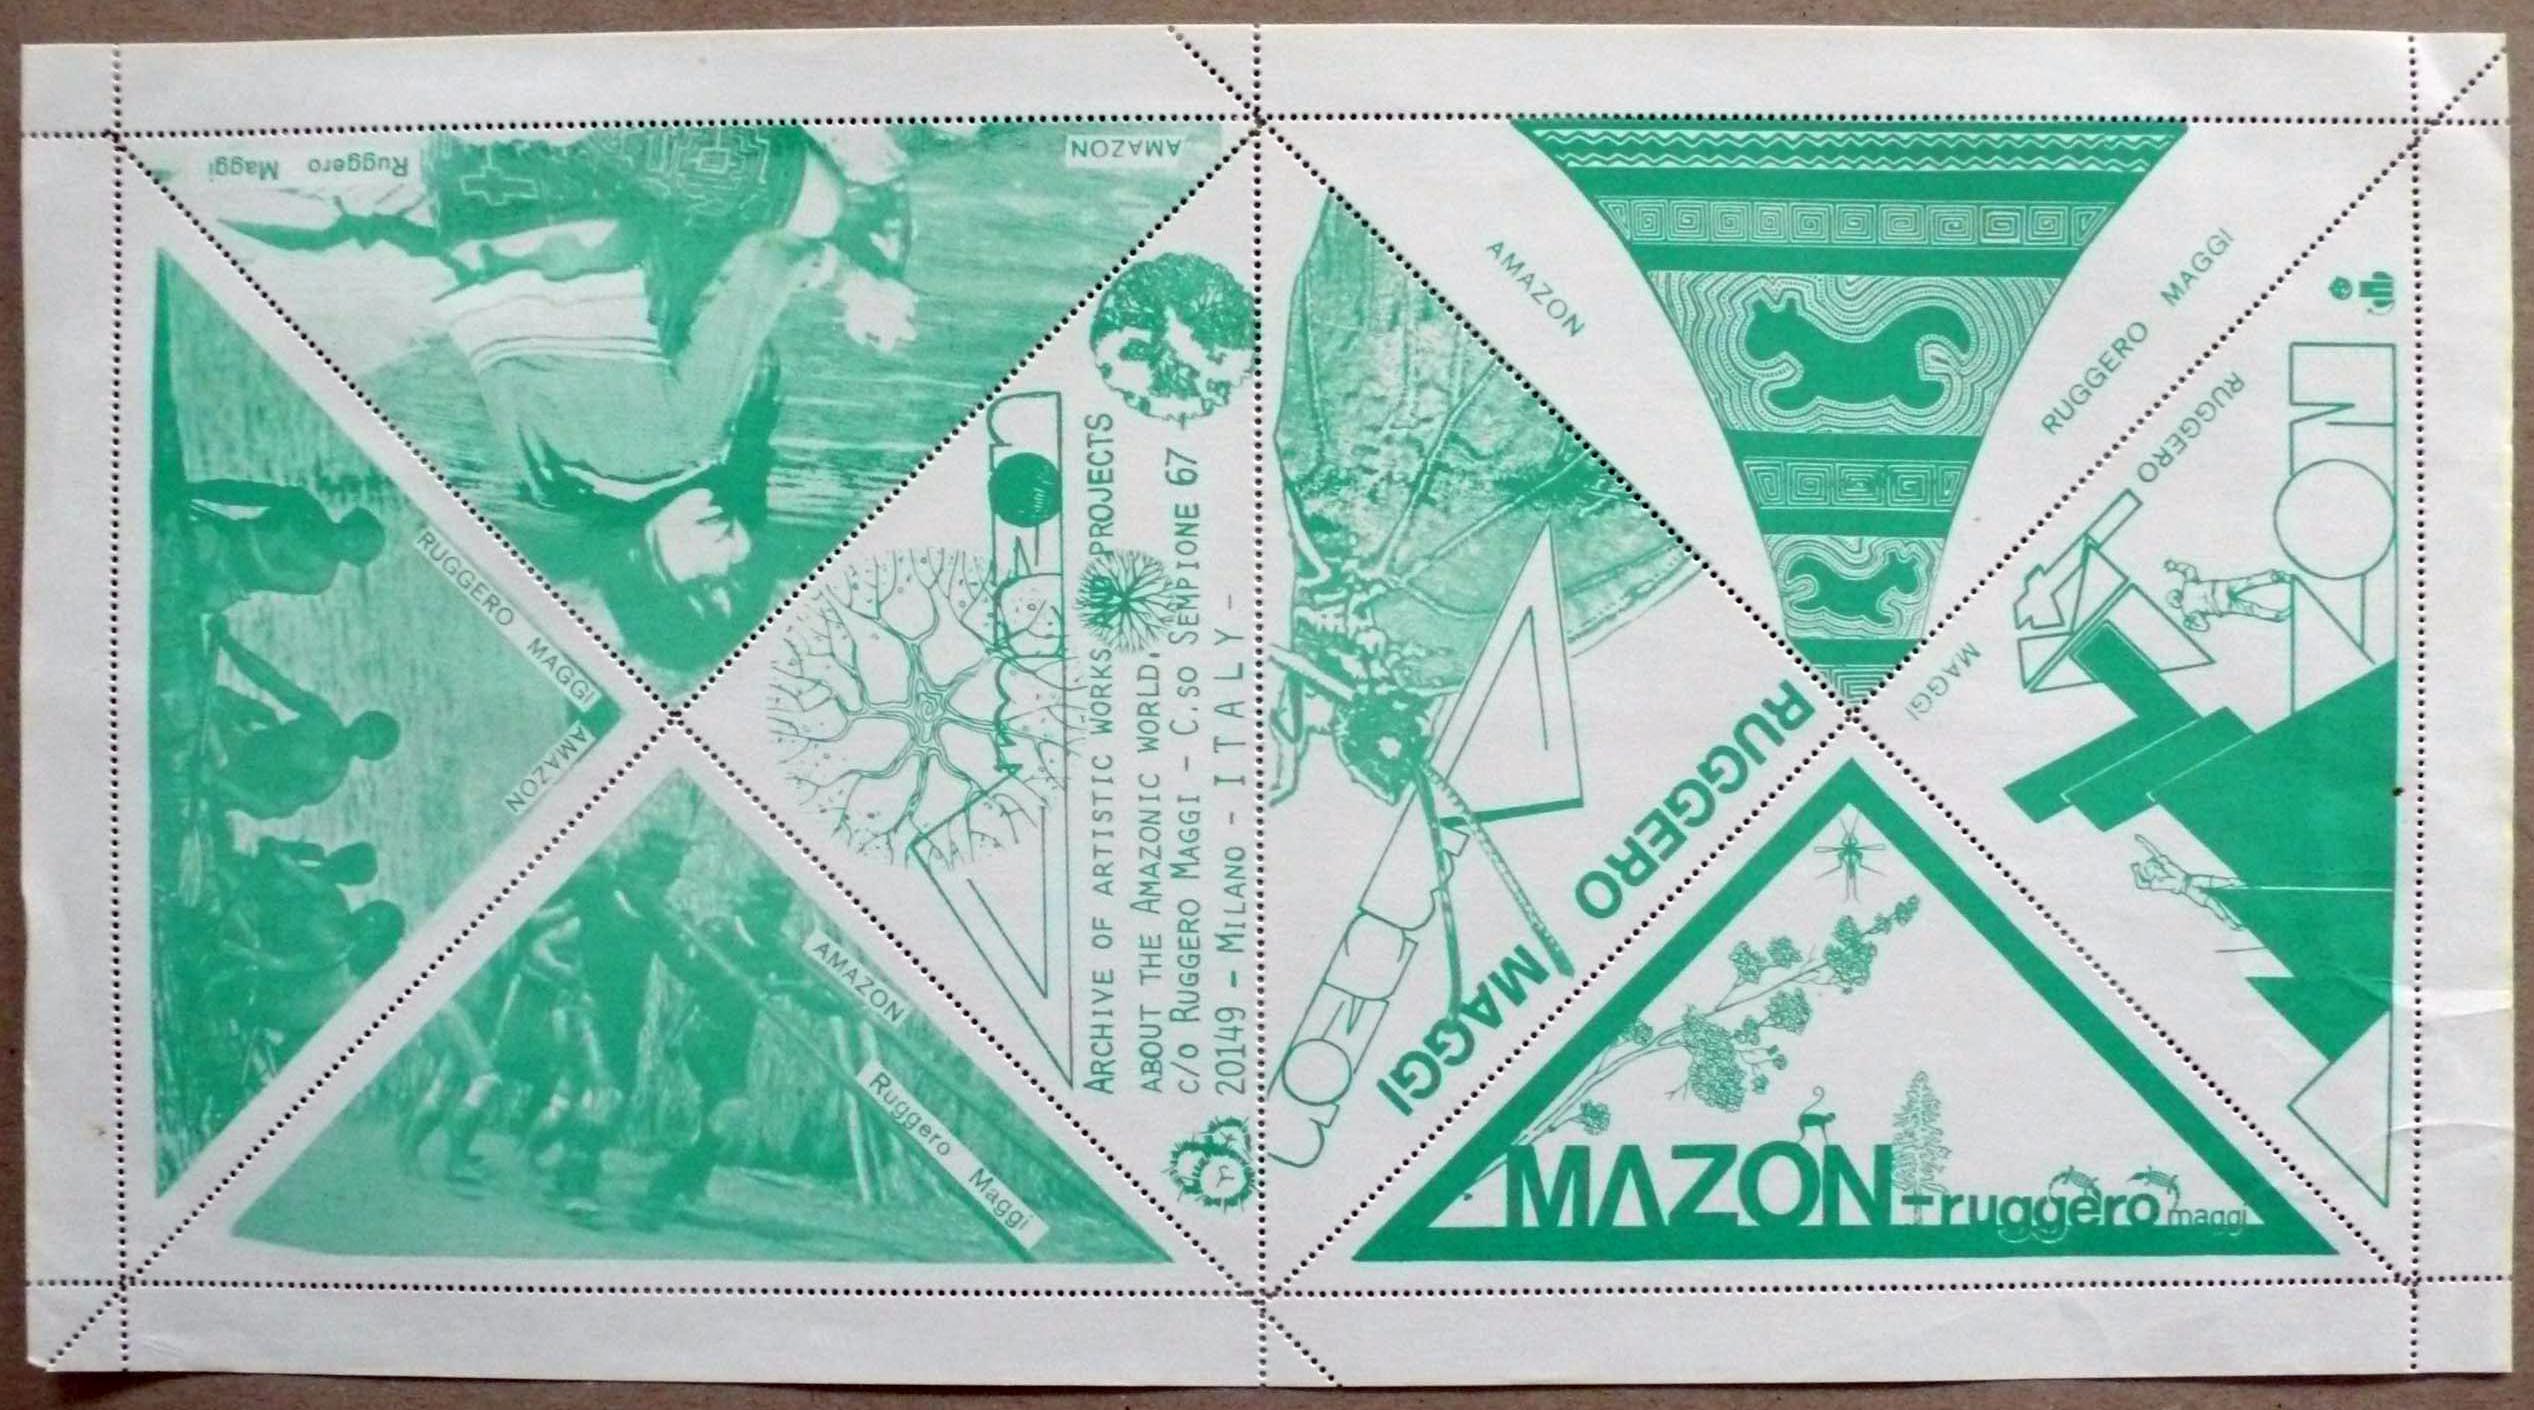 Ruggero Maggi
AMAZON
RUGGERO MAGGI
AMAZON
AMAZON
Ruggero Maggi
ARCHIVE OF ARTISTIC WORKS AND PROJECTS
ABOUT THE AMAZONIC WORLD,
C/O RUGGERO MAGGI - C.SO SEMPIONE 67 -
20149 - MILANO - ITALY -
AMAZON
RUGGERO MAGGI
RUGGERO MAGGI
RUGGERO
MAGGI
ZON
MAZON-ruggero maggi